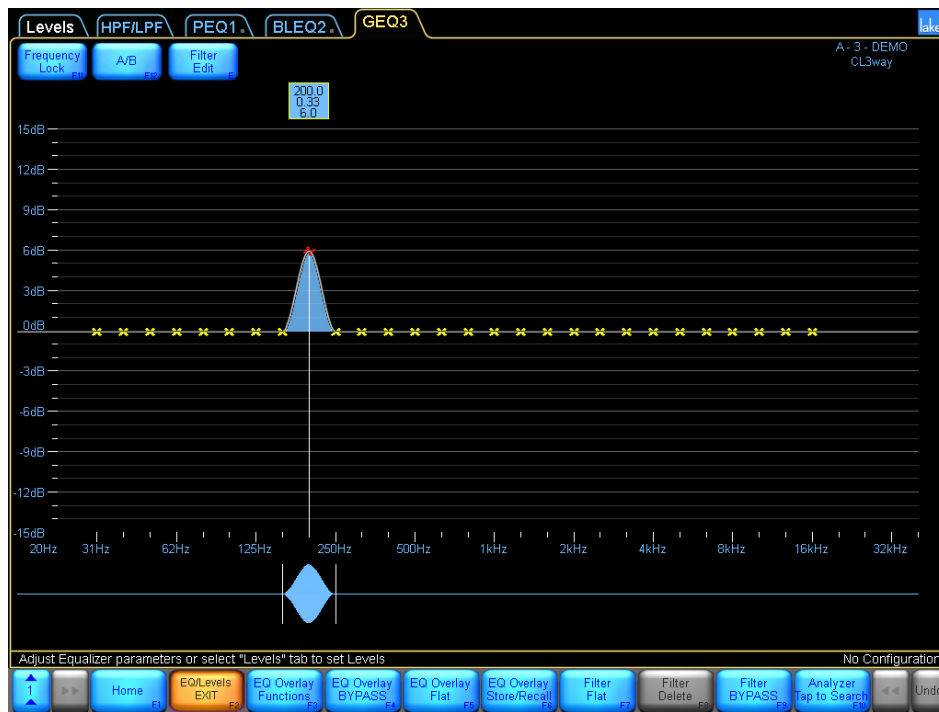 Levels HPF/LPF PEQ1 BLEQ2 GEQ3
lake
Frequency
Lock
F11
A/B
F12
Filter
Edit
A - 3 - DEMO
CL3way
200.0
0.33
6.0
15dB
12dB
9dB
6dB
3dB
0dB
-3dB
-6dB
-9dB
-12dB
-15dB
20Hz 31Hz 62Hz 125Hz 250Hz 500Hz 1kHz 2kHz 4kHz 8kHz 16kHz 32kHz
Adjust Equalizer parameters or select "Levels" tab to set Levels
No Configuration
1
Home
F1
EQ/Levels
EXIT
F2
EQ Overlay
Functions
F3
EQ Overlay
BYPASS
F4
EQ Overlay
Flat
F5
EQ Overlay
Store/Recall
F6
Filter
Flat
F7
Filter
Delete
F8
Filter
BYPASS
F9
Analyzer
Tap to Search
F10